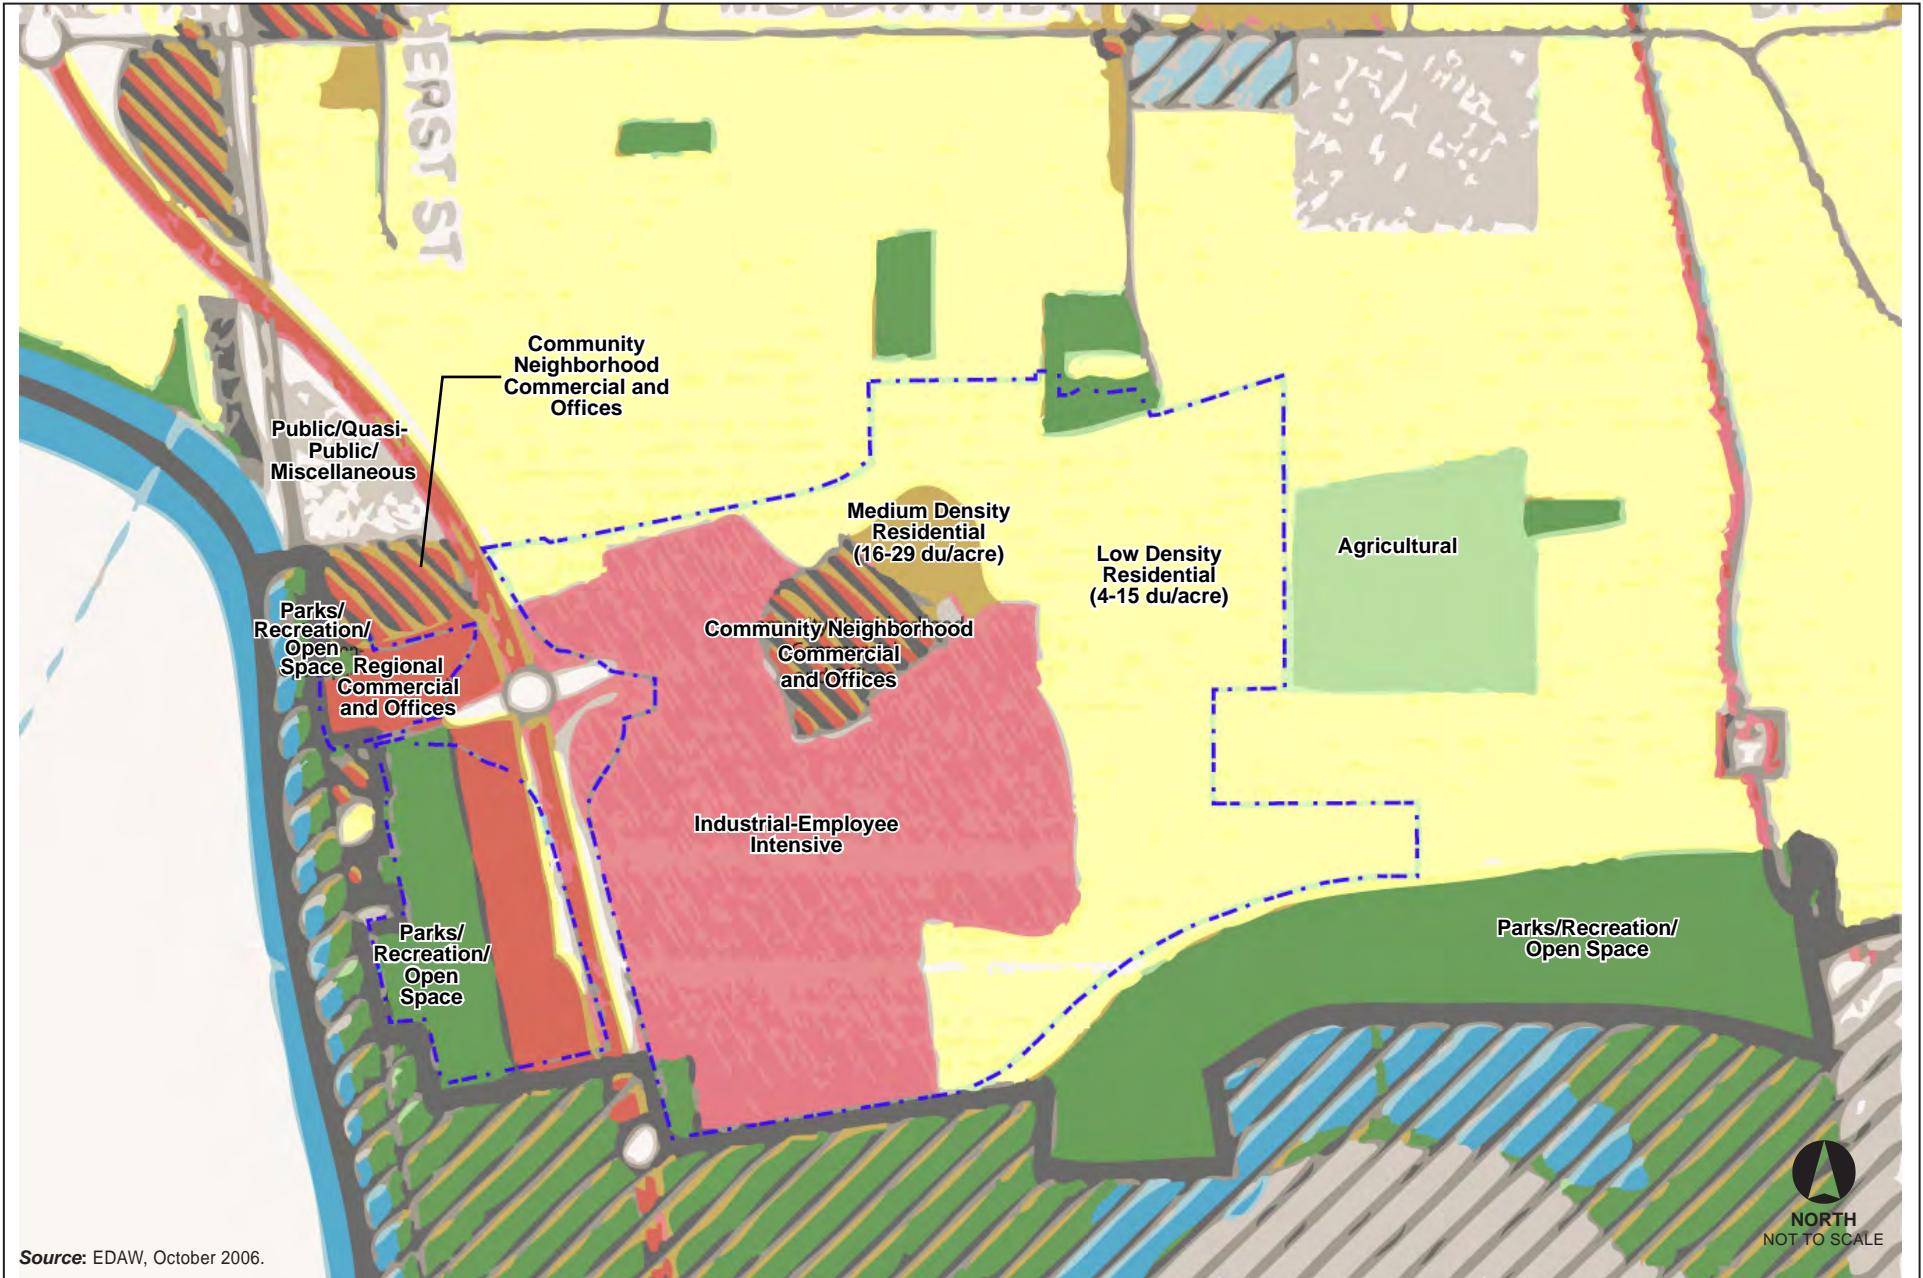 EAST ST
Community
Neighborhood
Commercial and
Offices
Public/Quasi-
Public/
Miscellaneous
Medium Density
Residential
(16-29 du/acre)
Low Density
Residential
(4-15 du/acre)
Agricultural
Parks/
Recreation/
Open
Space
Regional
Commercial
and Offices
Community Neighborhood
Commercial
and Offices
Industrial-Employee
Intensive
Parks/
Recreation/
Open
Space
Parks/Recreation/
Open Space
NORTH
NOT TO SCALE
Source: EDAW, October 2006.